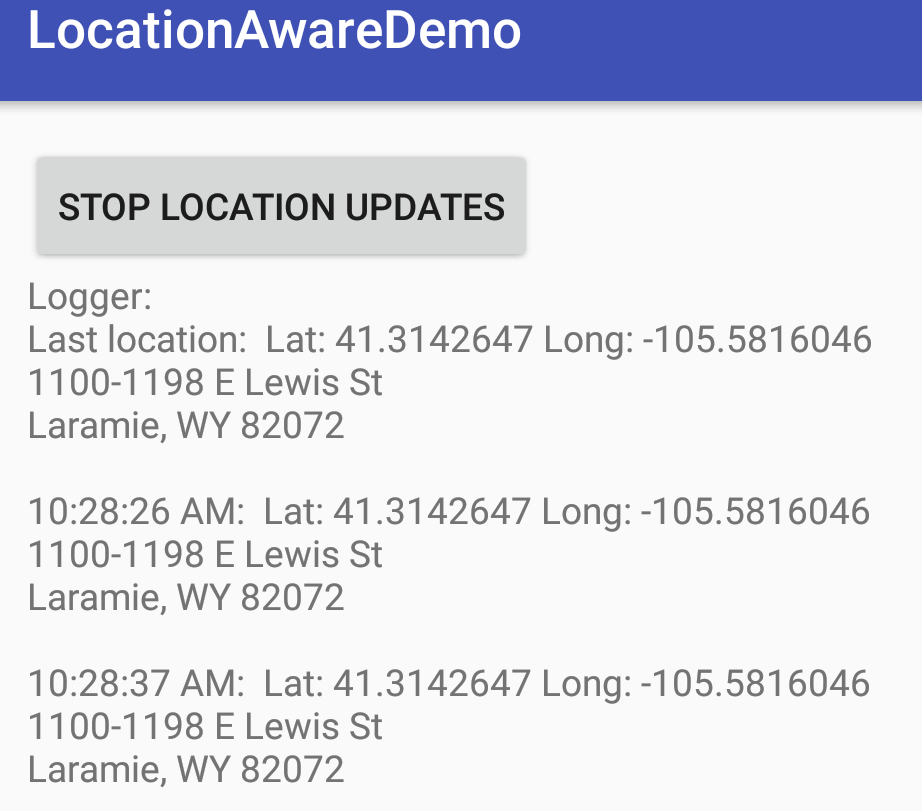 LocationAwareDemo
STOP LOCATION UPDATES
Logger:
Last location:  Lat: 41.3142647 Long: -105.5816046
1100-1198 E Lewis St
Laramie, WY 82072
10:28:26 AM:  Lat: 41.3142647 Long: -105.5816046
1100-1198 E Lewis St
Laramie, WY 82072
10:28:37 AM:  Lat: 41.3142647 Long: -105.5816046
1100-1198 E Lewis St
Laramie, WY 82072